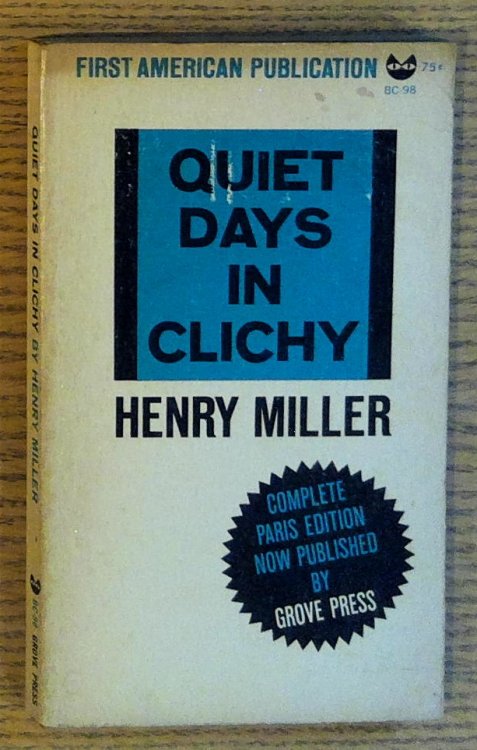 FIRST AMERICAN PUBLICATION 75¢
BC-98
QUIET
DAYS
IN
CLICHY
HENRY MILLER
COMPLETE
PARIS EDITION
NOW PUBLISHED
BY
GROVE PRESS
QUIET DAYS IN CLICHY BY HENRY MILLER BC-98 GROVE PRESS